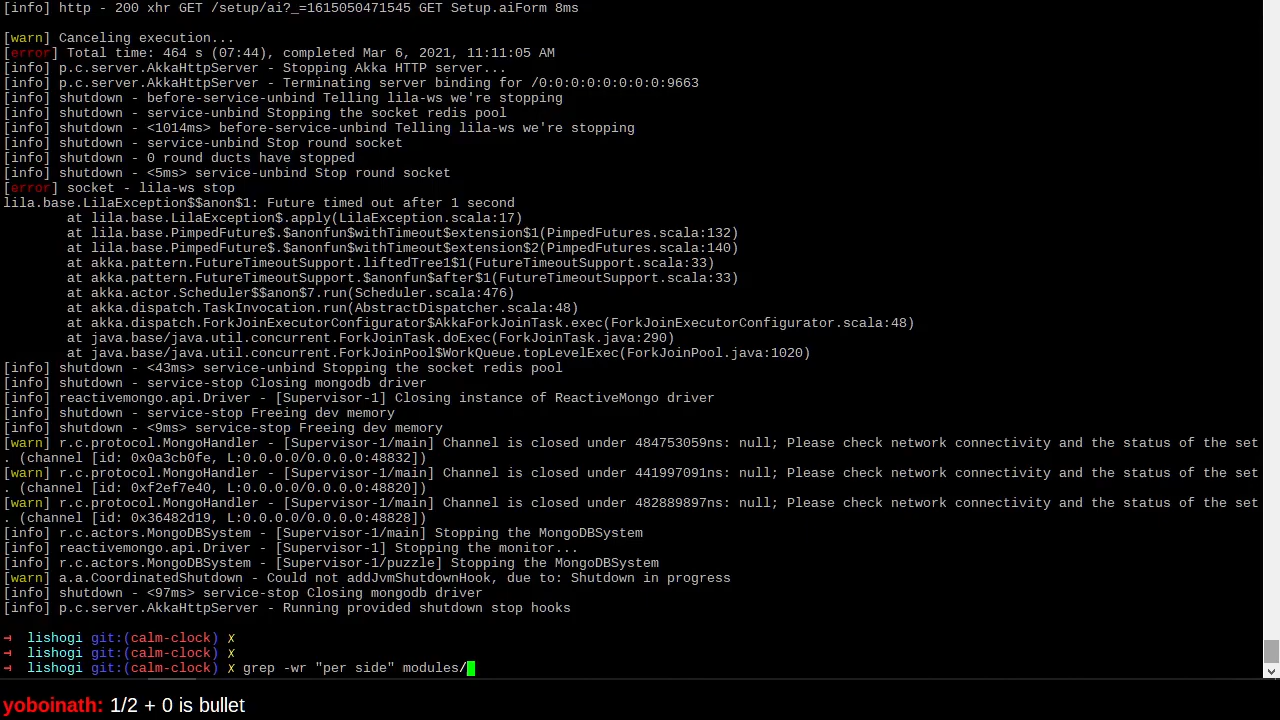 [info] http - 200 xhr GET /setup/ai?_=1615050471545 GET Setup.aiForm 8ms
[warn] Canceling execution...
[error] Total time: 464 s (07:44), completed Mar 6, 2021, 11:11:05 AM
[info] p.c.server.AkkaHttpServer - Stopping Akka HTTP server...
[info] p.c.server.AkkaHttpServer - Terminating server binding for /0:0:0:0:0:0:0:0:9663
[info] shutdown - before-service-unbind Telling lila-ws we're stopping
[info] shutdown - service-unbind Stopping the socket redis pool
[info] shutdown - <1014ms> before-service-unbind Telling lila-ws we're stopping
[info] shutdown - service-unbind Stop round socket
[info] shutdown - 0 round ducts have stopped
[info] shutdown - <5ms> service-unbind Stop round socket
[error] socket - lila-ws stop
lila.base.LilaException$$anon$1: Future timed out after 1 second
at lila.base.LilaException$.apply(LilaException.scala:17)
at lila.base.PimpedFuture$.$anonfun$withTimeout$extension$1(PimpedFutures.scala:132)
at lila.base.PimpedFuture$.$anonfun$withTimeout$extension$2(PimpedFutures.scala:140)
at akka.pattern.FutureTimeoutSupport.liftedTree1$1(FutureTimeoutSupport.scala:33)
at akka.pattern.FutureTimeoutSupport.$anonfun$after$1(FutureTimeoutSupport.scala:33)
at akka.actor.Scheduler$$anon$7.run(Scheduler.scala:476)
at akka.dispatch.TaskInvocation.run(AbstractDispatcher.scala:48)
at akka.dispatch.ForkJoinExecutorConfigurator$AkkaForkJoinTask.exec(ForkJoinExecutorConfigurator.scala:48)
at java.base/java.util.concurrent.ForkJoinTask.doExec(ForkJoinTask.java:290)
at java.base/java.util.concurrent.ForkJoinPool$WorkQueue.topLevelExec(ForkJoinPool.java:1020)
[info] shutdown - <43ms> service-unbind Stopping the socket redis pool
[info] shutdown - service-stop Closing mongodb driver
[info] reactivemongo.api.Driver - [Supervisor-1] Closing instance of ReactiveMongo driver
[info] shutdown - service-stop Freeing dev memory
[info] shutdown - <9ms> service-stop Freeing dev memory
[warn] r.c.protocol.MongoHandler - [Supervisor-1/main] Channel is closed under 484753059ns: null; Please check network connectivity and the status of the set
. (channel [id: 0x0a3cb0fe, L:0.0.0.0/0.0.0.0:48832])
[warn] r.c.protocol.MongoHandler - [Supervisor-1/main] Channel is closed under 441997091ns: null; Please check network connectivity and the status of the set
. (channel [id: 0xf2ef7e40, L:0.0.0.0/0.0.0.0:48820])
[warn] r.c.protocol.MongoHandler - [Supervisor-1/main] Channel is closed under 482889897ns: null; Please check network connectivity and the status of the set
. (channel [id: 0x36482d19, L:0.0.0.0/0.0.0.0:48828])
[info] r.c.actors.MongoDBSystem - [Supervisor-1/main] Stopping the MongoDBSystem
[info] reactivemongo.api.Driver - [Supervisor-1] Stopping the monitor...
[info] r.c.actors.MongoDBSystem - [Supervisor-1/puzzle] Stopping the MongoDBSystem
[warn] a.a.CoordinatedShutdown - Could not addJvmShutdownHook, due to: Shutdown in progress
[info] shutdown - <97ms> service-stop Closing mongodb driver
[info] p.c.server.AkkaHttpServer - Running provided shutdown stop hooks
⊣ lishogi git:(calm-clock) ✗
⊣ lishogi git:(calm-clock) ✗
⊣ lishogi git:(calm-clock) ✗ grep -wr "per side" modules/
yoboinath: 1/2 + 0 is bullet